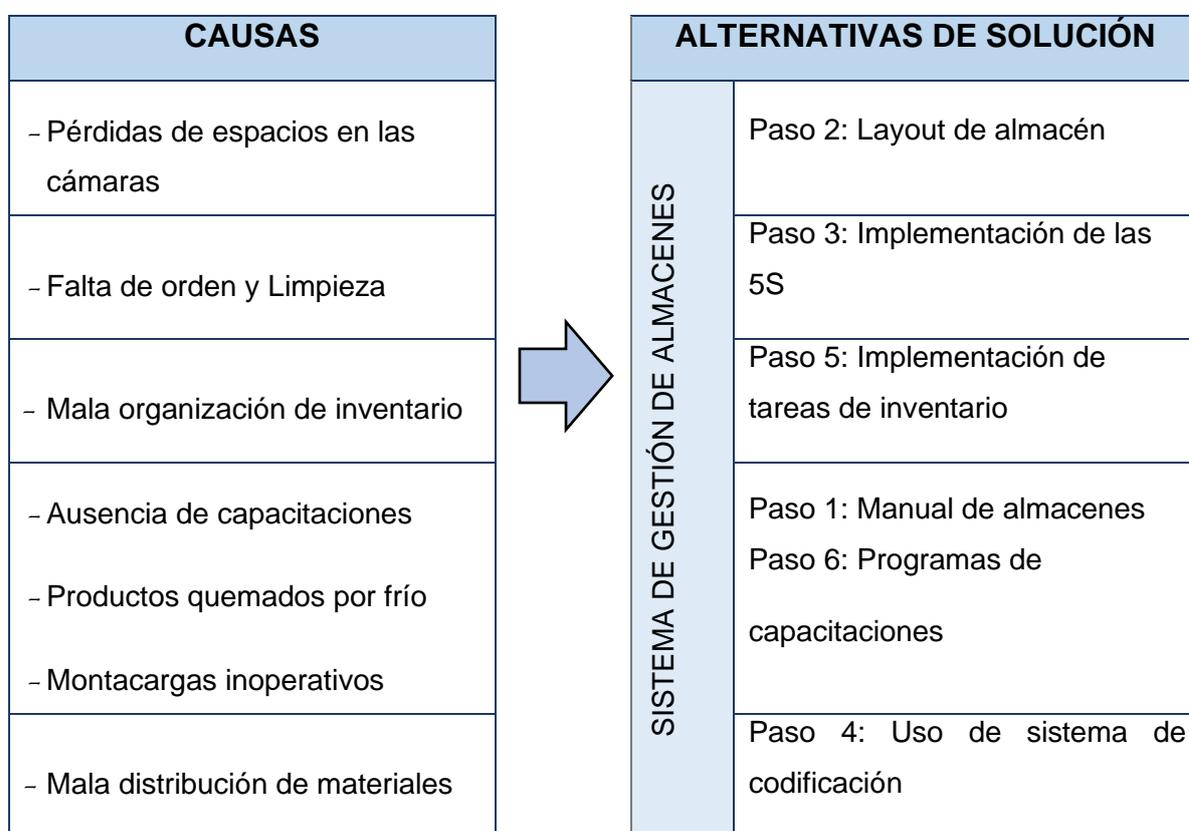 CAUSAS
- Pérdidas de espacios en las
cámaras
- Falta de orden y Limpieza
- Mala organización de inventario
- Ausencia de capacitaciones
- Productos quemados por frío
- Montacargas inoperativos
- Mala distribución de materiales
ALTERNATIVAS DE SOLUCIÓN
SISTEMA DE GESTIÓN DE ALMACENES
Paso 2: Layout de almacén
Paso 3: Implementación de las
5S
Paso 5: Implementación de
tareas de inventario
Paso 1: Manual de almacenes
Paso 6: Programas de
capacitaciones
Paso 4: Uso de sistema de
codificación